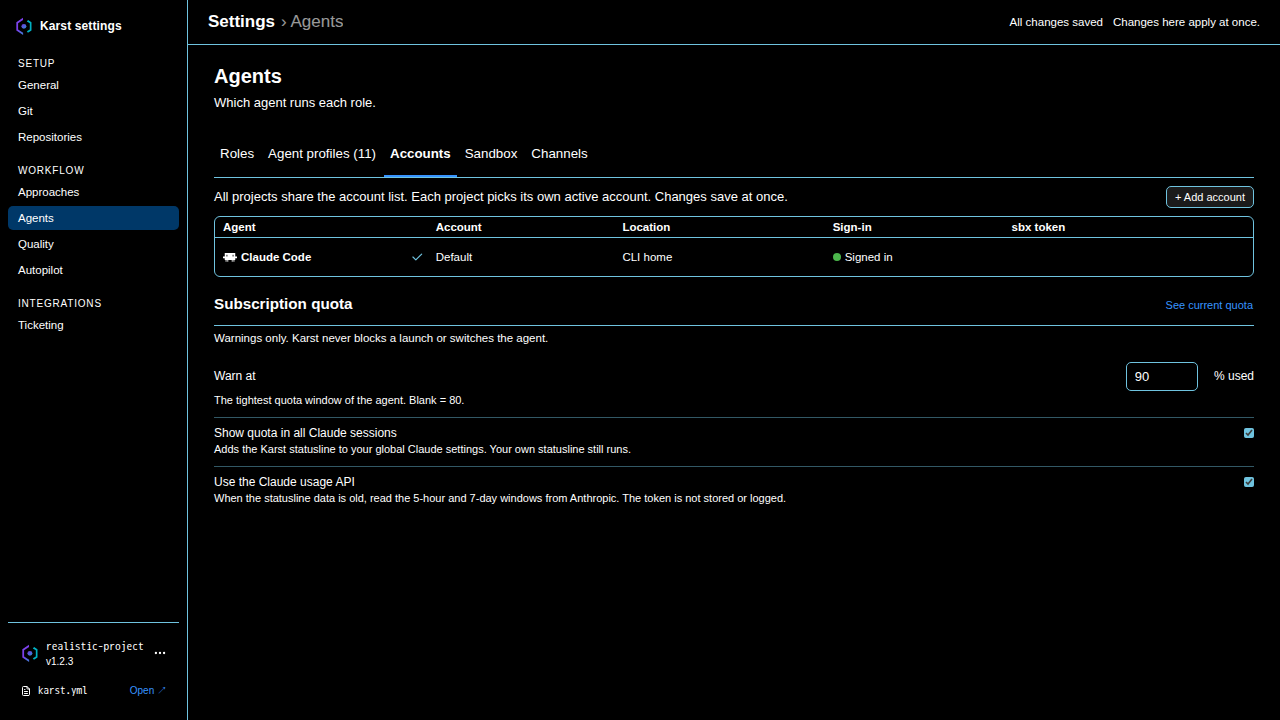 Karst settings
SETUP
General
Git
Repositories
WORKFLOW
Approaches
Agents
Quality
Autopilot
INTEGRATIONS
Ticketing
realistic-project
v1.2.3
karst.yml
Open ↗
Settings › Agents
All changes saved
Changes here apply at once.
Agents
Which agent runs each role.
Roles
Agent profiles (11)
Accounts
Sandbox
Channels
All projects share the account list. Each project picks its own active account. Changes save at once.
+ Add account
Agent
Account
Location
Sign-in
sbx token
Claude Code
Default
CLI home
Signed in
Subscription quota
See current quota
Warnings only. Karst never blocks a launch or switches the agent.
Warn at
90
% used
The tightest quota window of the agent. Blank = 80.
Show quota in all Claude sessions
Adds the Karst statusline to your global Claude settings. Your own statusline still runs.
Use the Claude usage API
When the statusline data is old, read the 5-hour and 7-day windows from Anthropic. The token is not stored or logged.